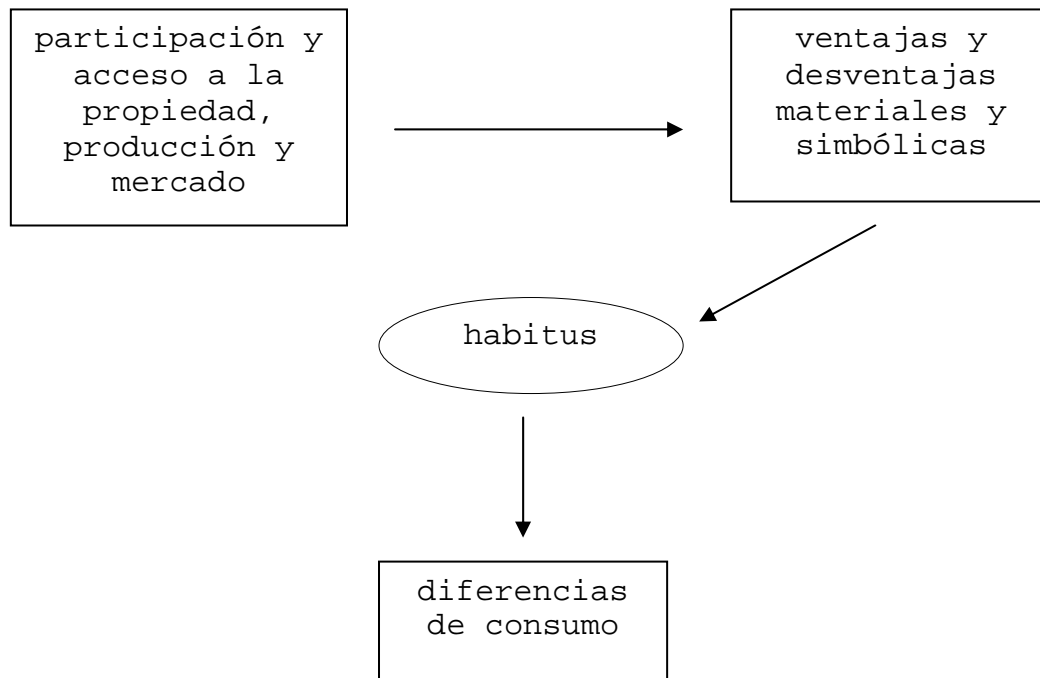 participación y
acceso a la
propiedad,
producción y
mercado
ventajas y
desventajas
materiales y
simbólicas
habitus
diferencias
de consumo